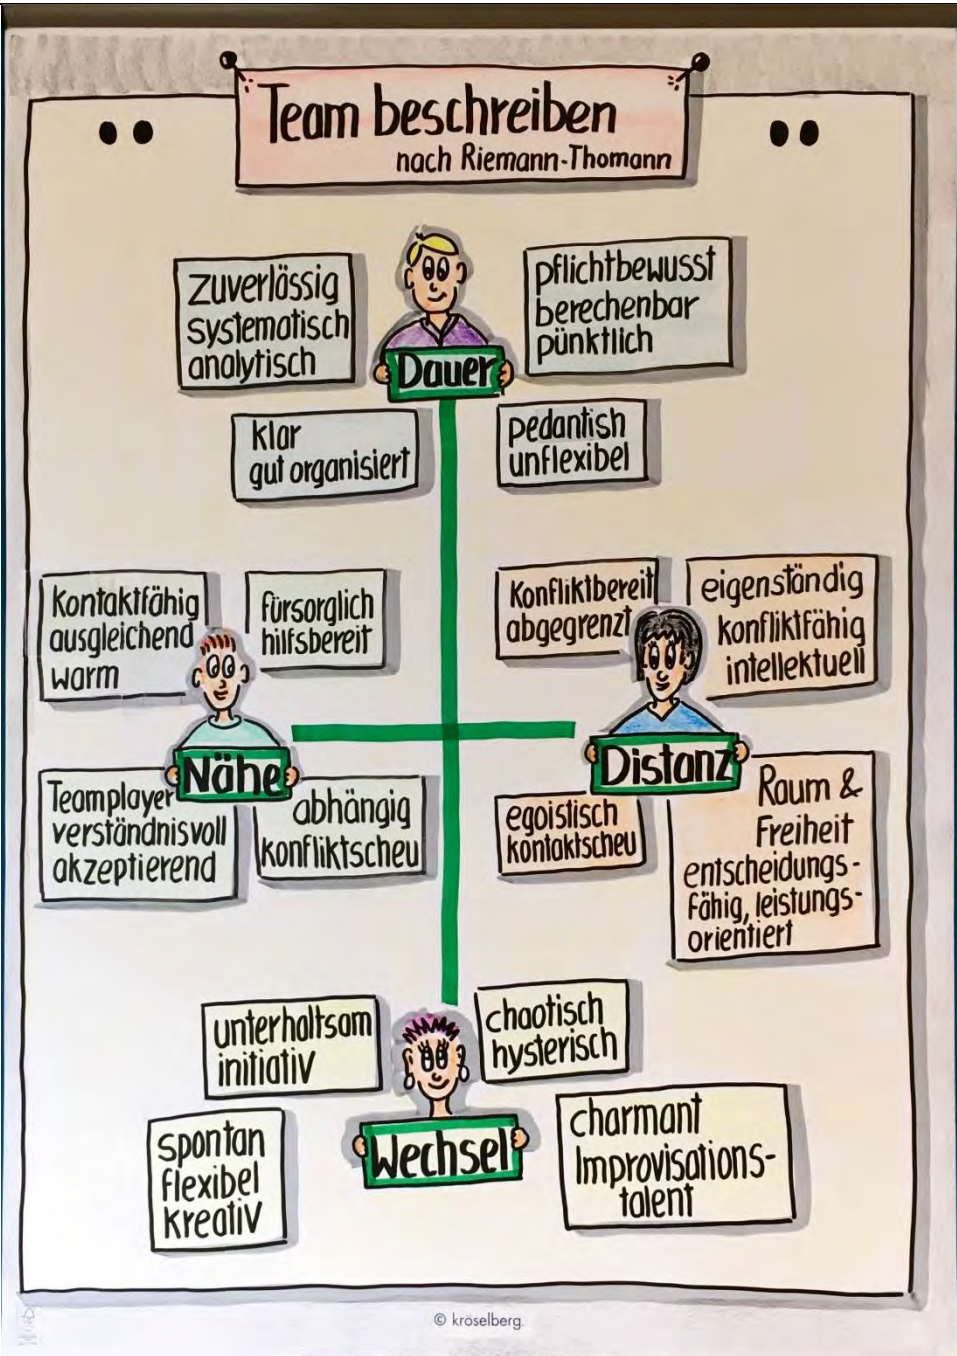 Team beschreiben
nach Riemann-Thomann
zuverlässig
systematisch
analytisch
pflichtbewusst
berechenbar
pünktlich
Dauer
klar
gut organisiert
pedantish
unflexibel
kontaktfähig
ausgleichend
warm
fürsorglich
hilfsbereit
Konfliktbereit
abgegrenzt
eigenständig
konfliktfähig
intellektuell
Nähe
Distanz
Teamplayer
verständnisvoll
akzeptierend
abhängig
konfliktscheu
egoistisch
kontaktscheu
Raum &
Freiheit
entscheidungs-
fähig, leistungs-
orientiert
unterhaltsam
initiativ
chaotisch
hysterisch
Wechsel
spontan
flexibel
kreativ
charmant
Improvisations-
talent
© kröselberg.